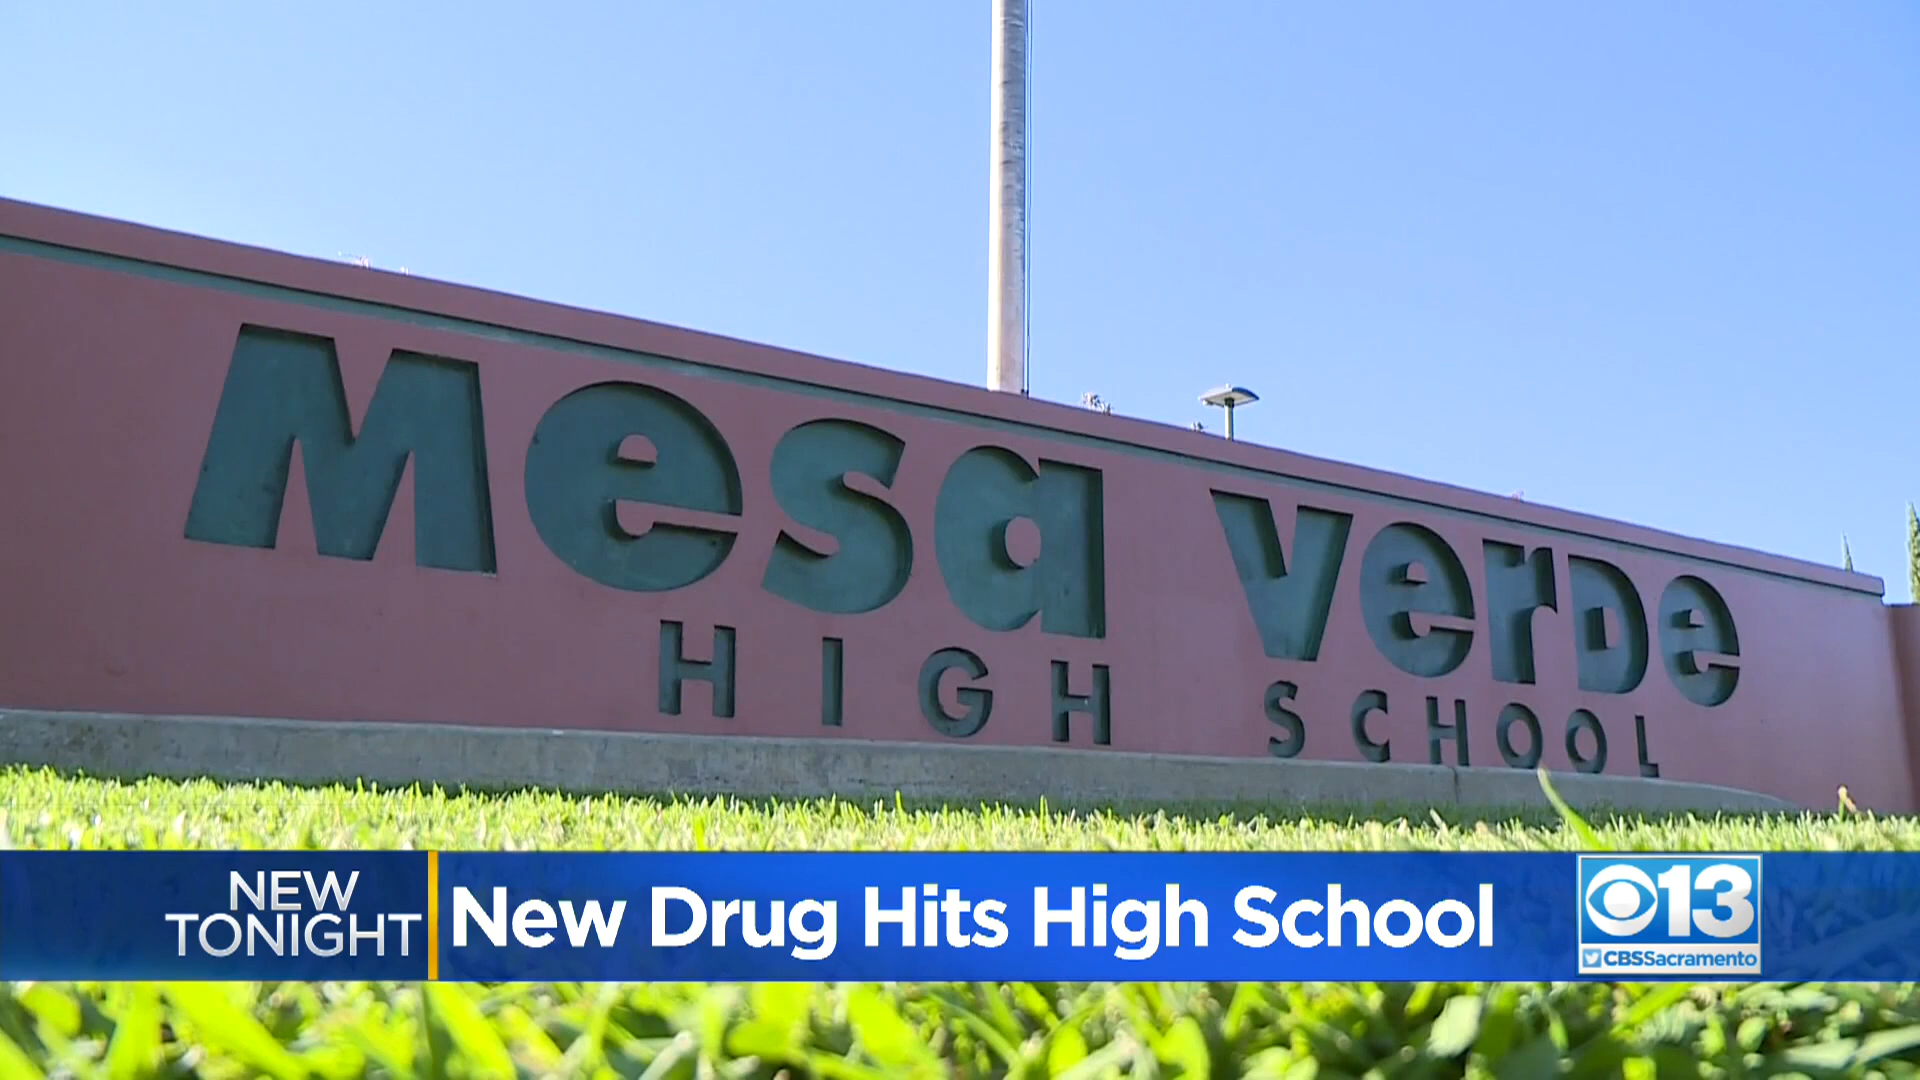 mesa verde
HIGH SCHOOL
NEW
TONIGHT
New Drug Hits High School
13
CBSSacramento